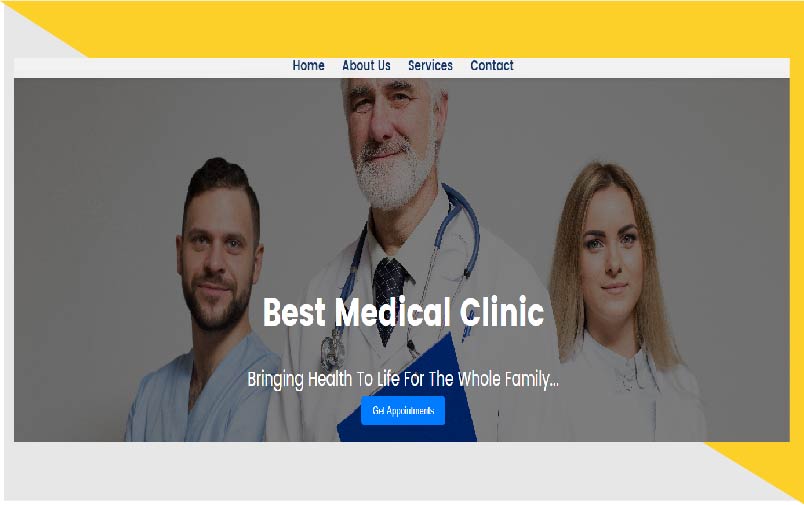 Home About Us Services Contact
Best Medical Clinic
Bringing Health To Life For The Whole Family...
Get Appointments